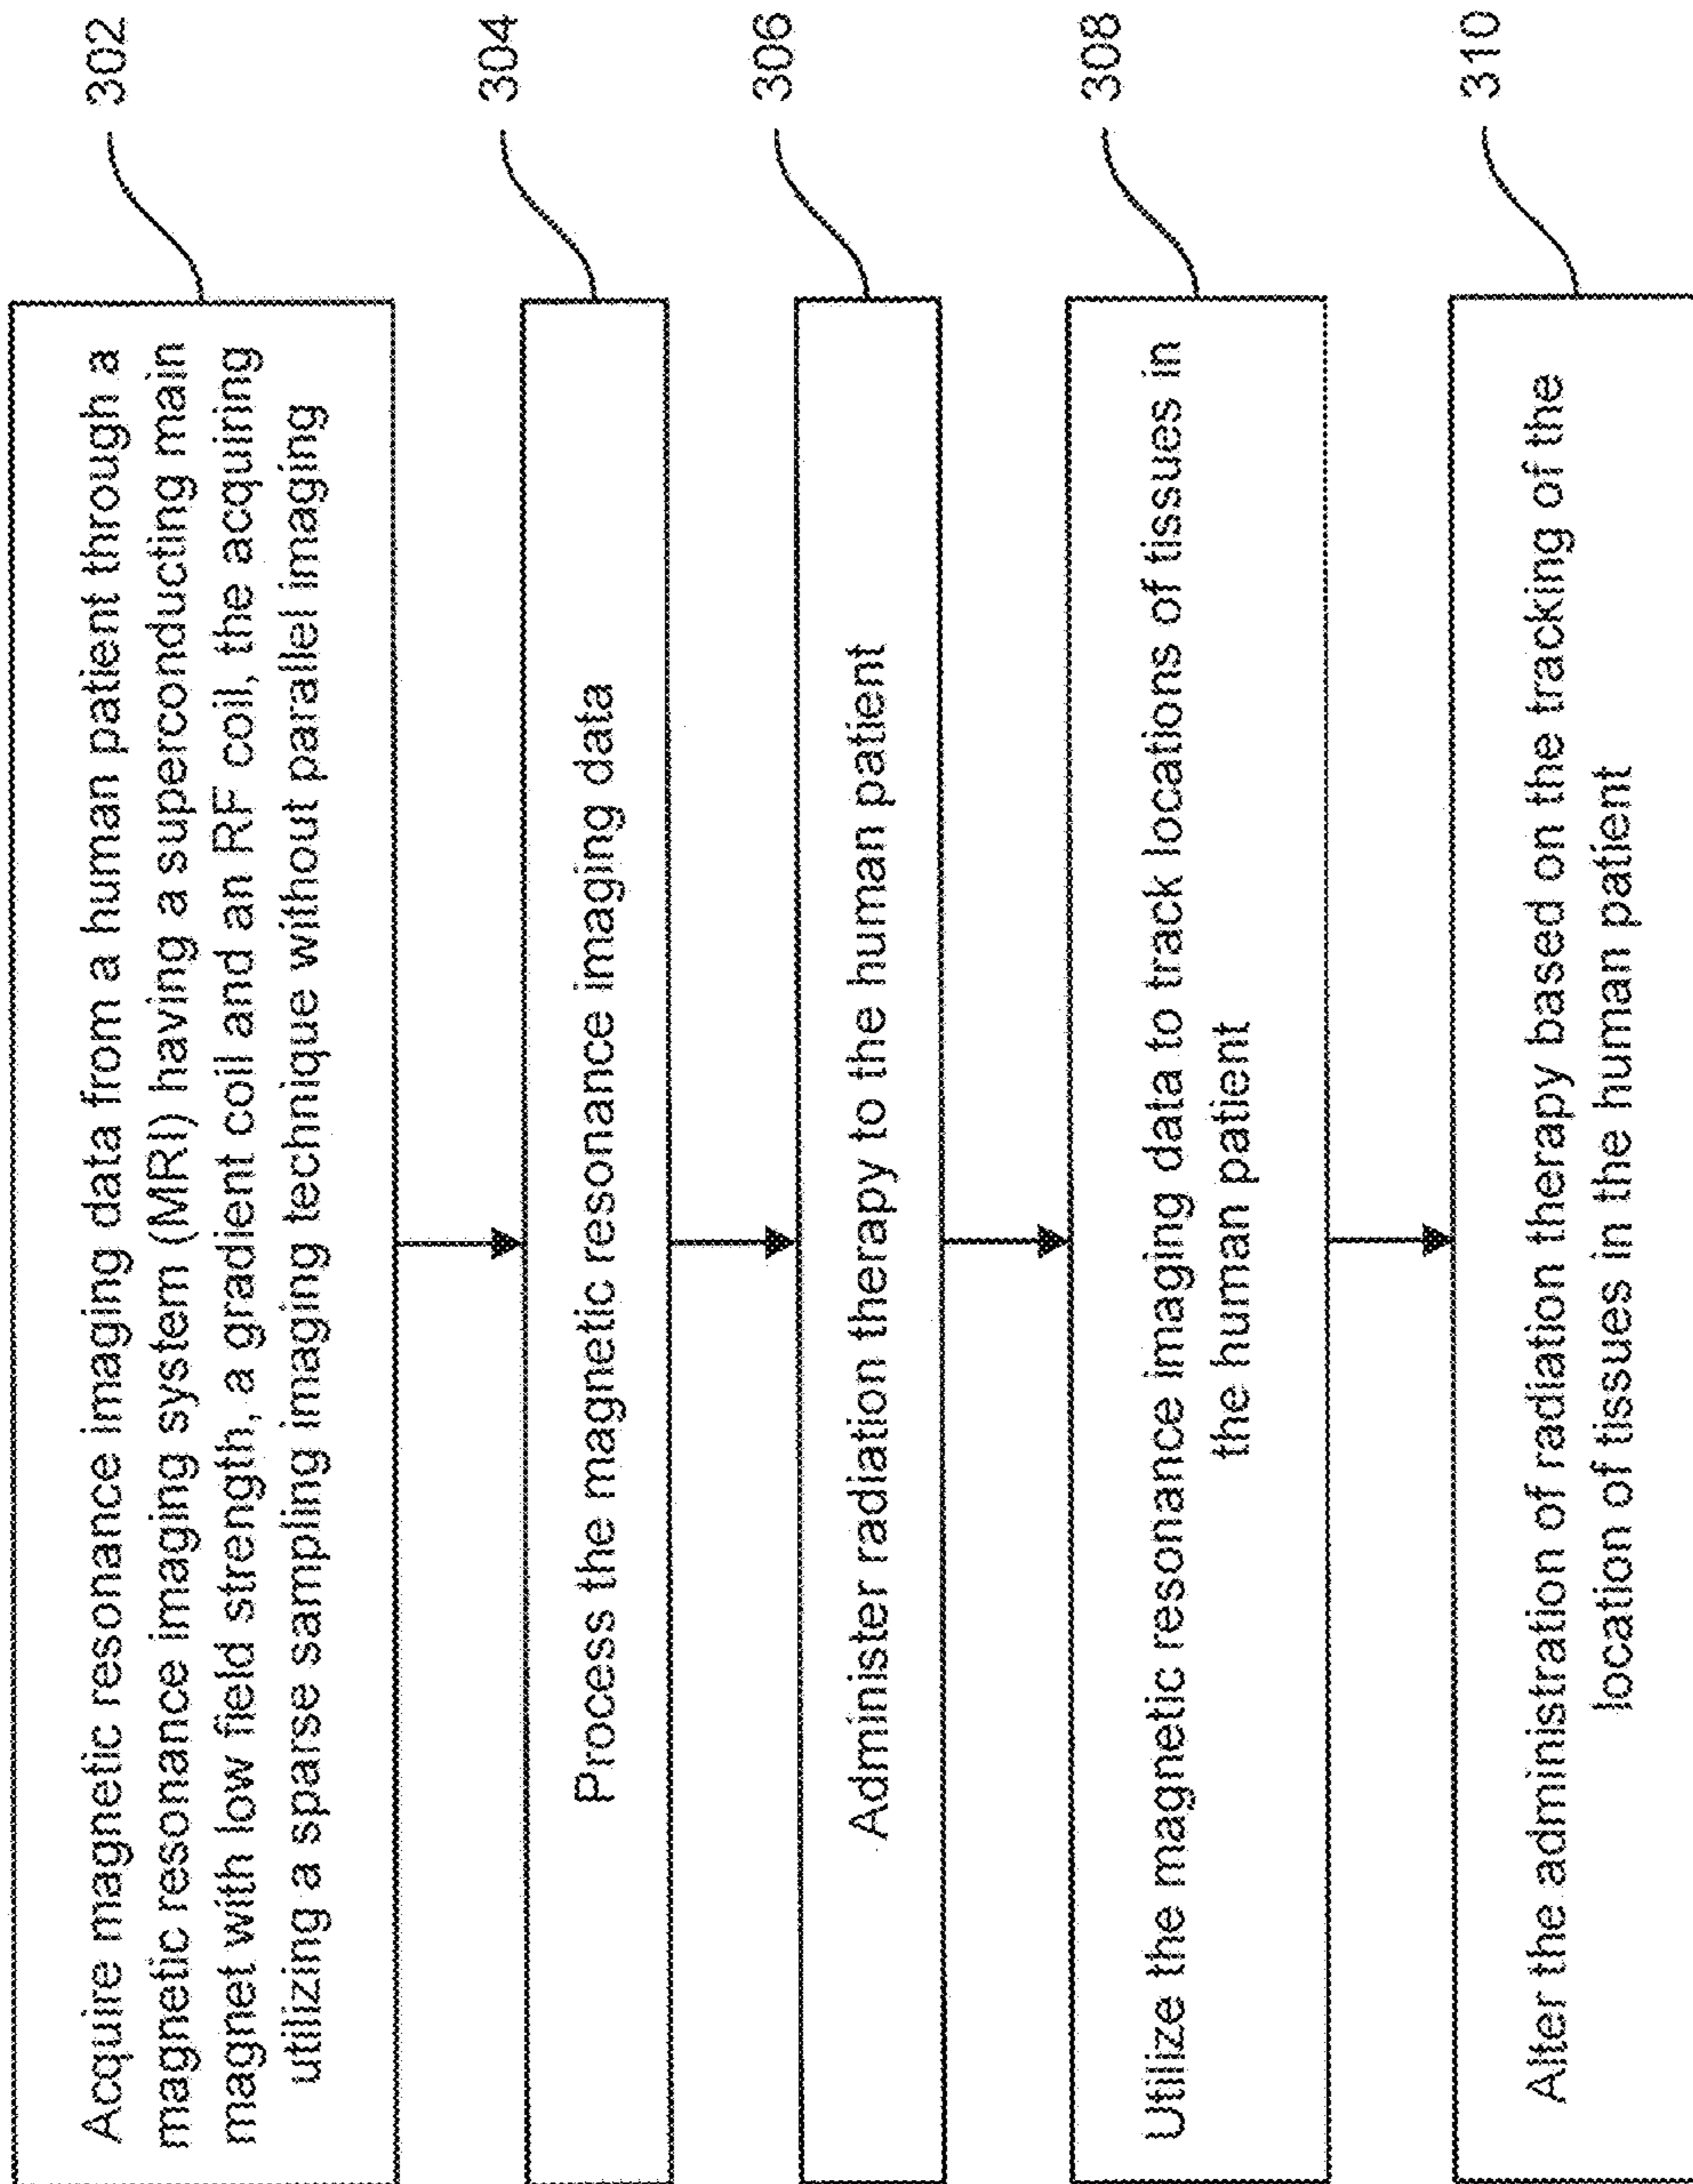 Acquire magnetic resonance imaging data from a human patient through a
magnetic resonance imaging system (MRI) having a superconducting main
magnet with low field strength, a gradient coil and an RF coil, the acquiring
utilizing a sparse sampling imaging technique without parallel imaging
302
Process the magnetic resonance imaging data
304
Administer radiation therapy to the human patient
306
Utilize the magnetic resonance imaging data to track locations of tissues in
the human patient
308
Alter the administration of radiation therapy based on the tracking of the
location of tissues in the human patient
310